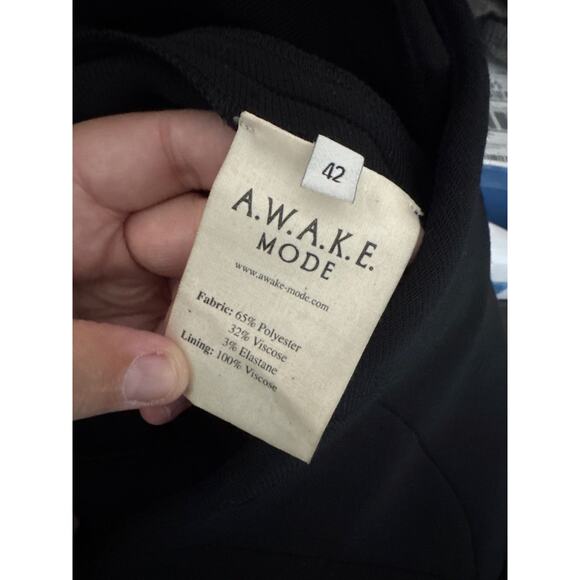 42
A.W.A.K.E.
MODE
www.awake-mode.com
Fabric: 65% Polyester
32% Viscose
3% Elastane
Lining: 100% Viscose